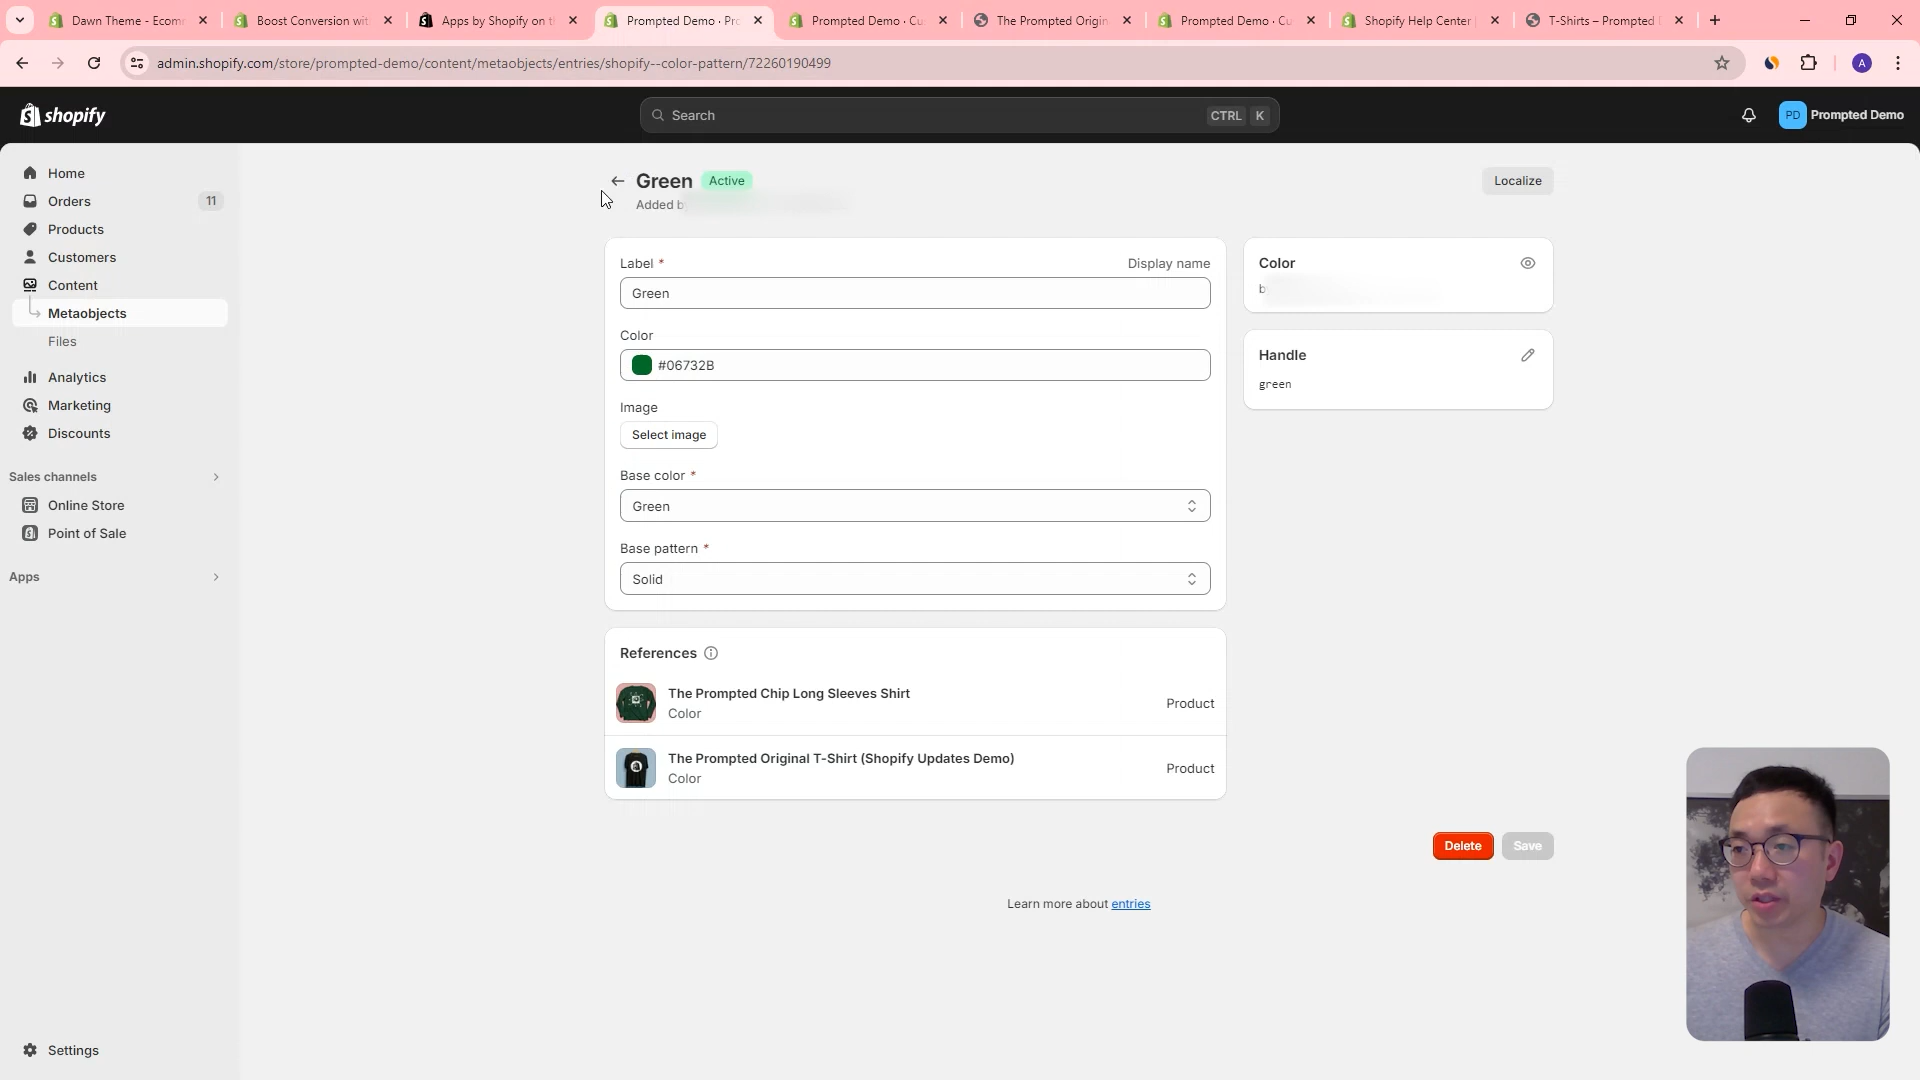 Dawn Theme - Ecom
Boost Conversion wit
Apps by Shopify on t
Prompted Demo · Pro
Prompted Demo · Cu
The Prompted Origin
Prompted Demo · Cu
Shopify Help Center
T-Shirts – Prompted
admin.shopify.com/store/prompted-demo/content/metaobjects/entries/shopify--color-pattern/72260190499
A
shopify
Search
CTRL K
PD Prompted Demo
Home
Orders 11
Products
Customers
Content
Metaobjects
Files
Analytics
Marketing
Discounts
Sales channels
Online Store
Point of Sale
Apps
Settings
Green Active
Added b
Localize
Label * Display name
Green
Color
#06732B
Image
Select image
Base color *
Green
Base pattern *
Solid
References
The Prompted Chip Long Sleeves Shirt
Color
Product
The Prompted Original T-Shirt (Shopify Updates Demo)
Color
Product
Color
b
Handle
green
Delete Save
Learn more about entries